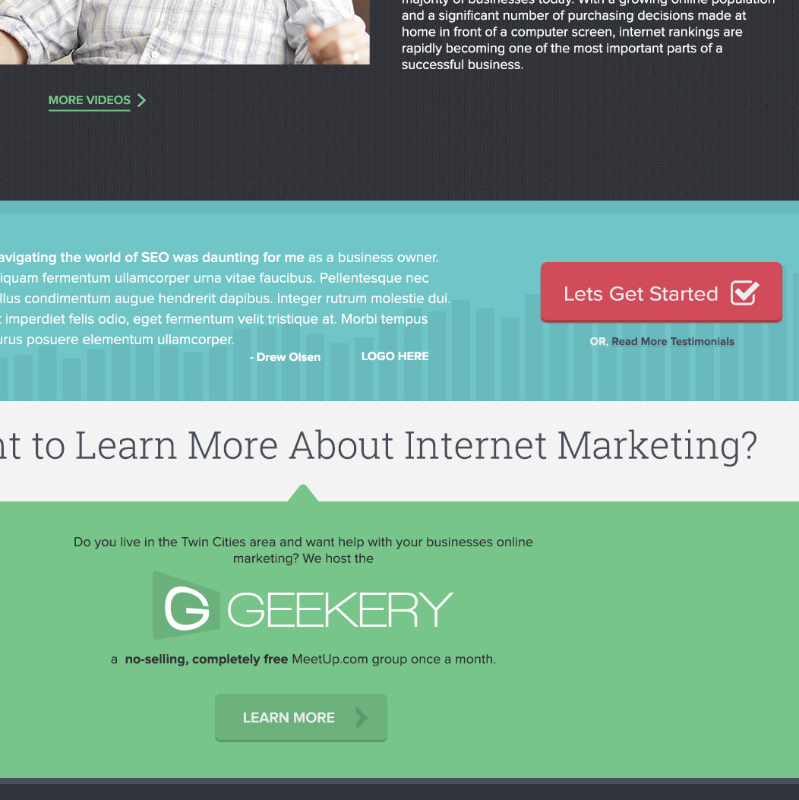 majority of businesses today. With a growing online population
and a significant number of purchasing decisions made at
home in front of a computer screen, internet rankings are
rapidly becoming one of the most important parts of a
successful business.
MORE VIDEOS
avigating the world of SEO was daunting for me as a business owner.
iquam fermentum ullamcorper urna vitae faucibus. Pellentesque nec
llus condimentum augue hendrerit dapibus. Integer rutrum molestie dui.
imperdiet felis odio, eget fermentum velit tristique at. Morbi tempus
urus posuere elementum ullamcorper.
- Drew Olsen
LOGO HERE
Lets Get Started
OR, Read More Testimonials
nt to Learn More About Internet Marketing?
Do you live in the Twin Cities area and want help with your businesses online
marketing? We host the
G GEEKERY
a no-selling, completely free MeetUp.com group once a month.
LEARN MORE